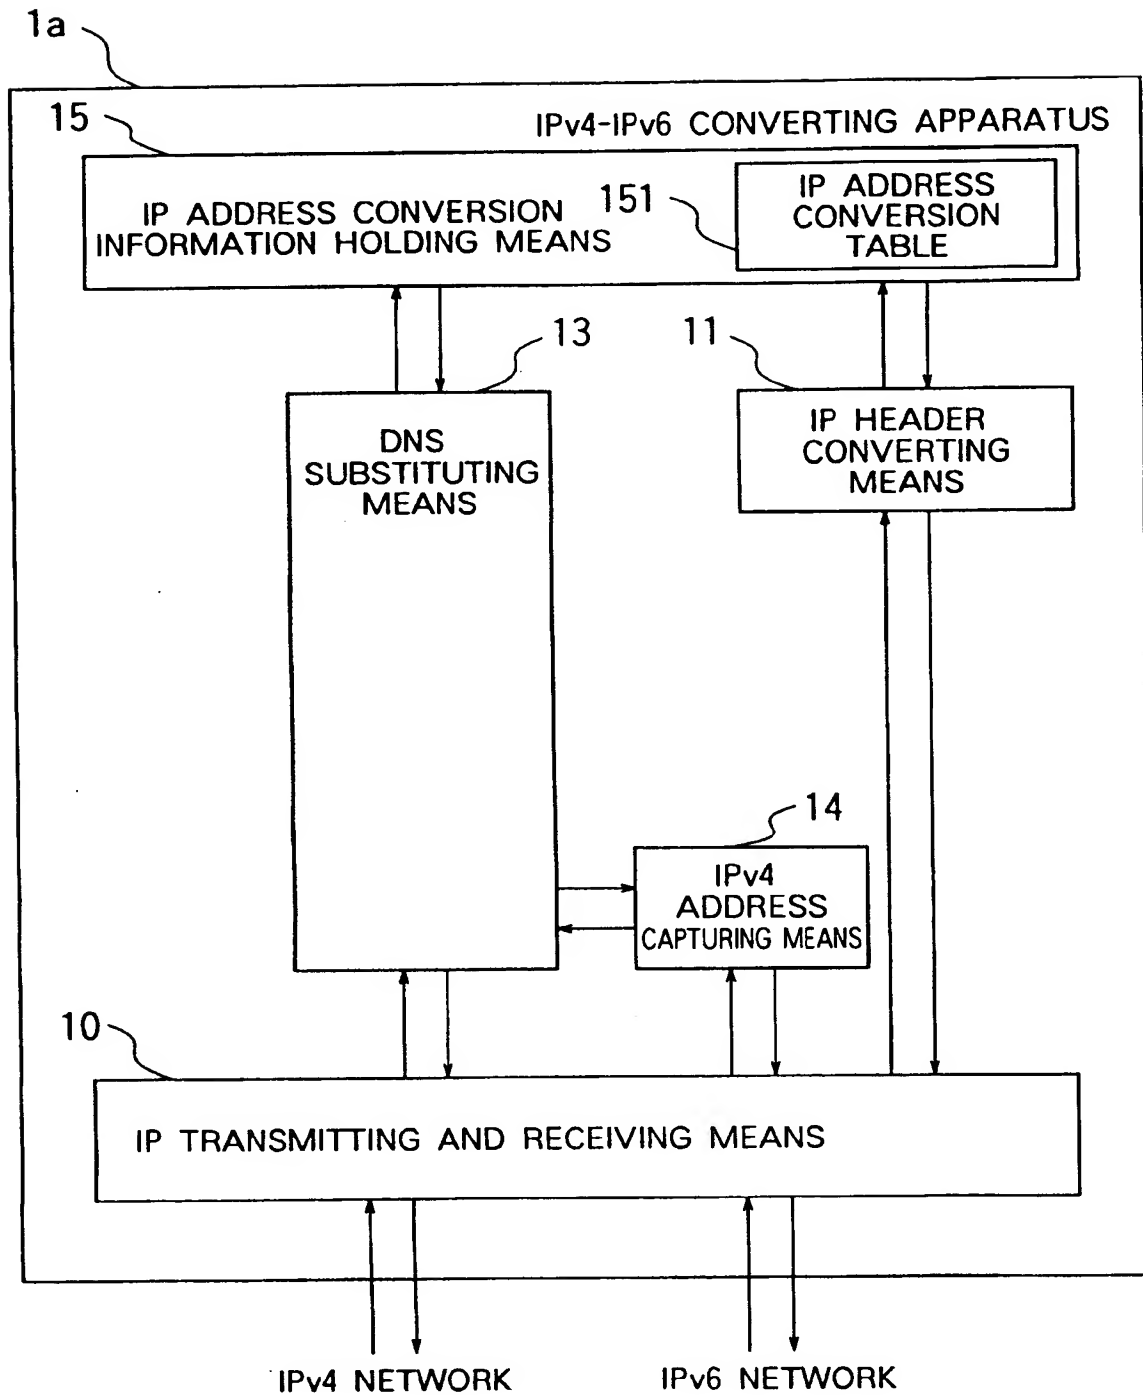 1a
IPv4-IPv6 CONVERTING APPARATUS
15
IP ADDRESS CONVERSION
INFORMATION HOLDING MEANS
151
IP ADDRESS
CONVERSION
TABLE
13
11
DNS
SUBSTITUTING
MEANS
IP HEADER
CONVERTING
MEANS
14
IPv4
ADDRESS
CAPTURING MEANS
10
IP TRANSMITTING AND RECEIVING MEANS
IPv4 NETWORK
IPv6 NETWORK